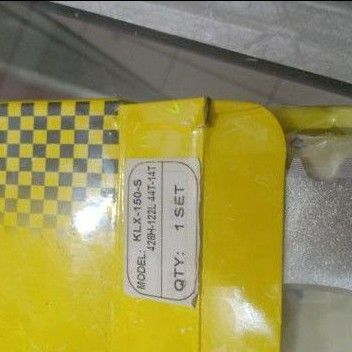 MODEL: KLX-150-S
428H-122L 44T-14T
QTY: 1 SET